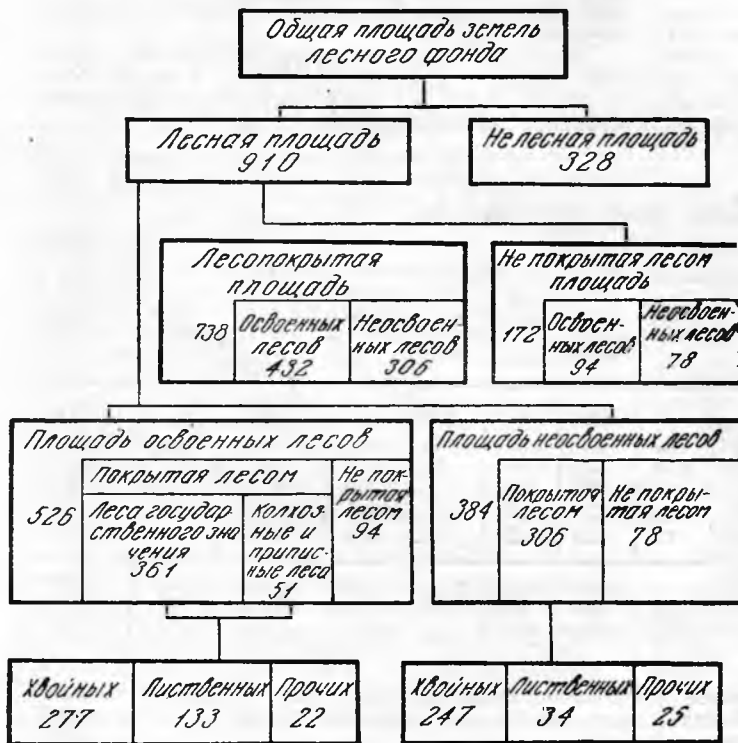 Общая площадь земель
лесного фонда
Лесная площадь
910
Не лесная площадь
328
Лесопокрытая
площадь
738
Освоенных
лесов
432
Неосвоен-
ных лесов
306
Не покрытая лесом
площадь
172
Освоен-
ных лесов
94
Неосвоен-
ных лесов
78
Площадь освоенных лесов
526
Покрытая лесом
Леса государ-
ственного зна
чения
361
колхоз-
ные и
приписные
леса
51
Не пок-
рытая
лесом
94
Площадь неосвоенных лесов
384
Покрытая
лесом
306
Не покры-
тая лесом
78
Хвойных
277
Лиственных
133
Прочих
22
Хвойных
247
Лиственных
34
Прочих
25